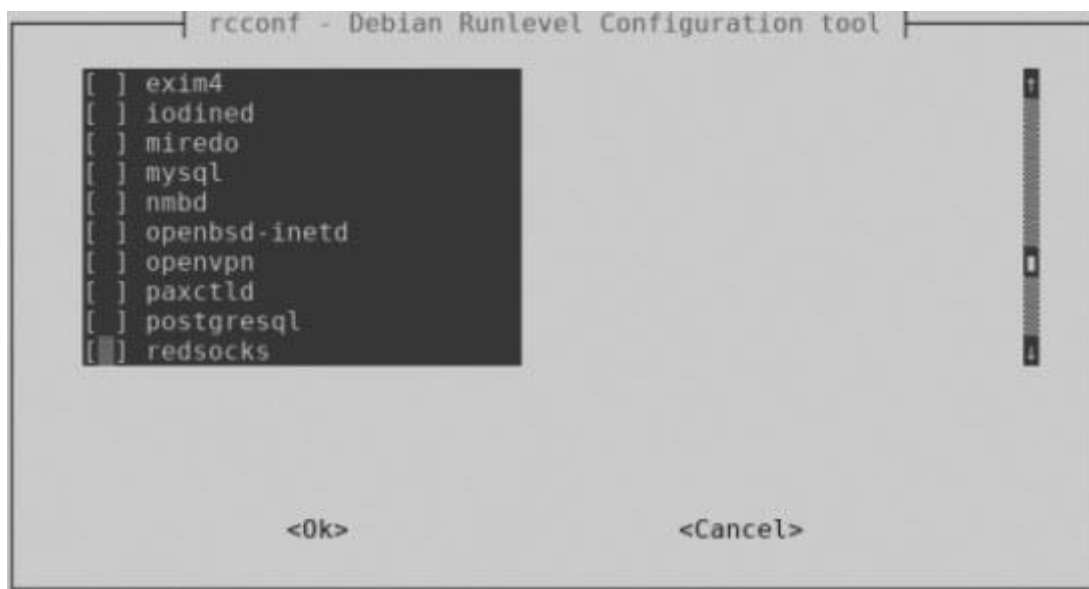 rcconf - Debian Runlevel Configuration tool
[ ] exim4
[ ] iodined
[ ] miredo
[ ] mysql
[ ] nmbd
[ ] openbsd-inetd
[ ] openvpn
[ ] paxctld
[ ] postgresql
[ ] redsocks
<Ok> <Cancel>